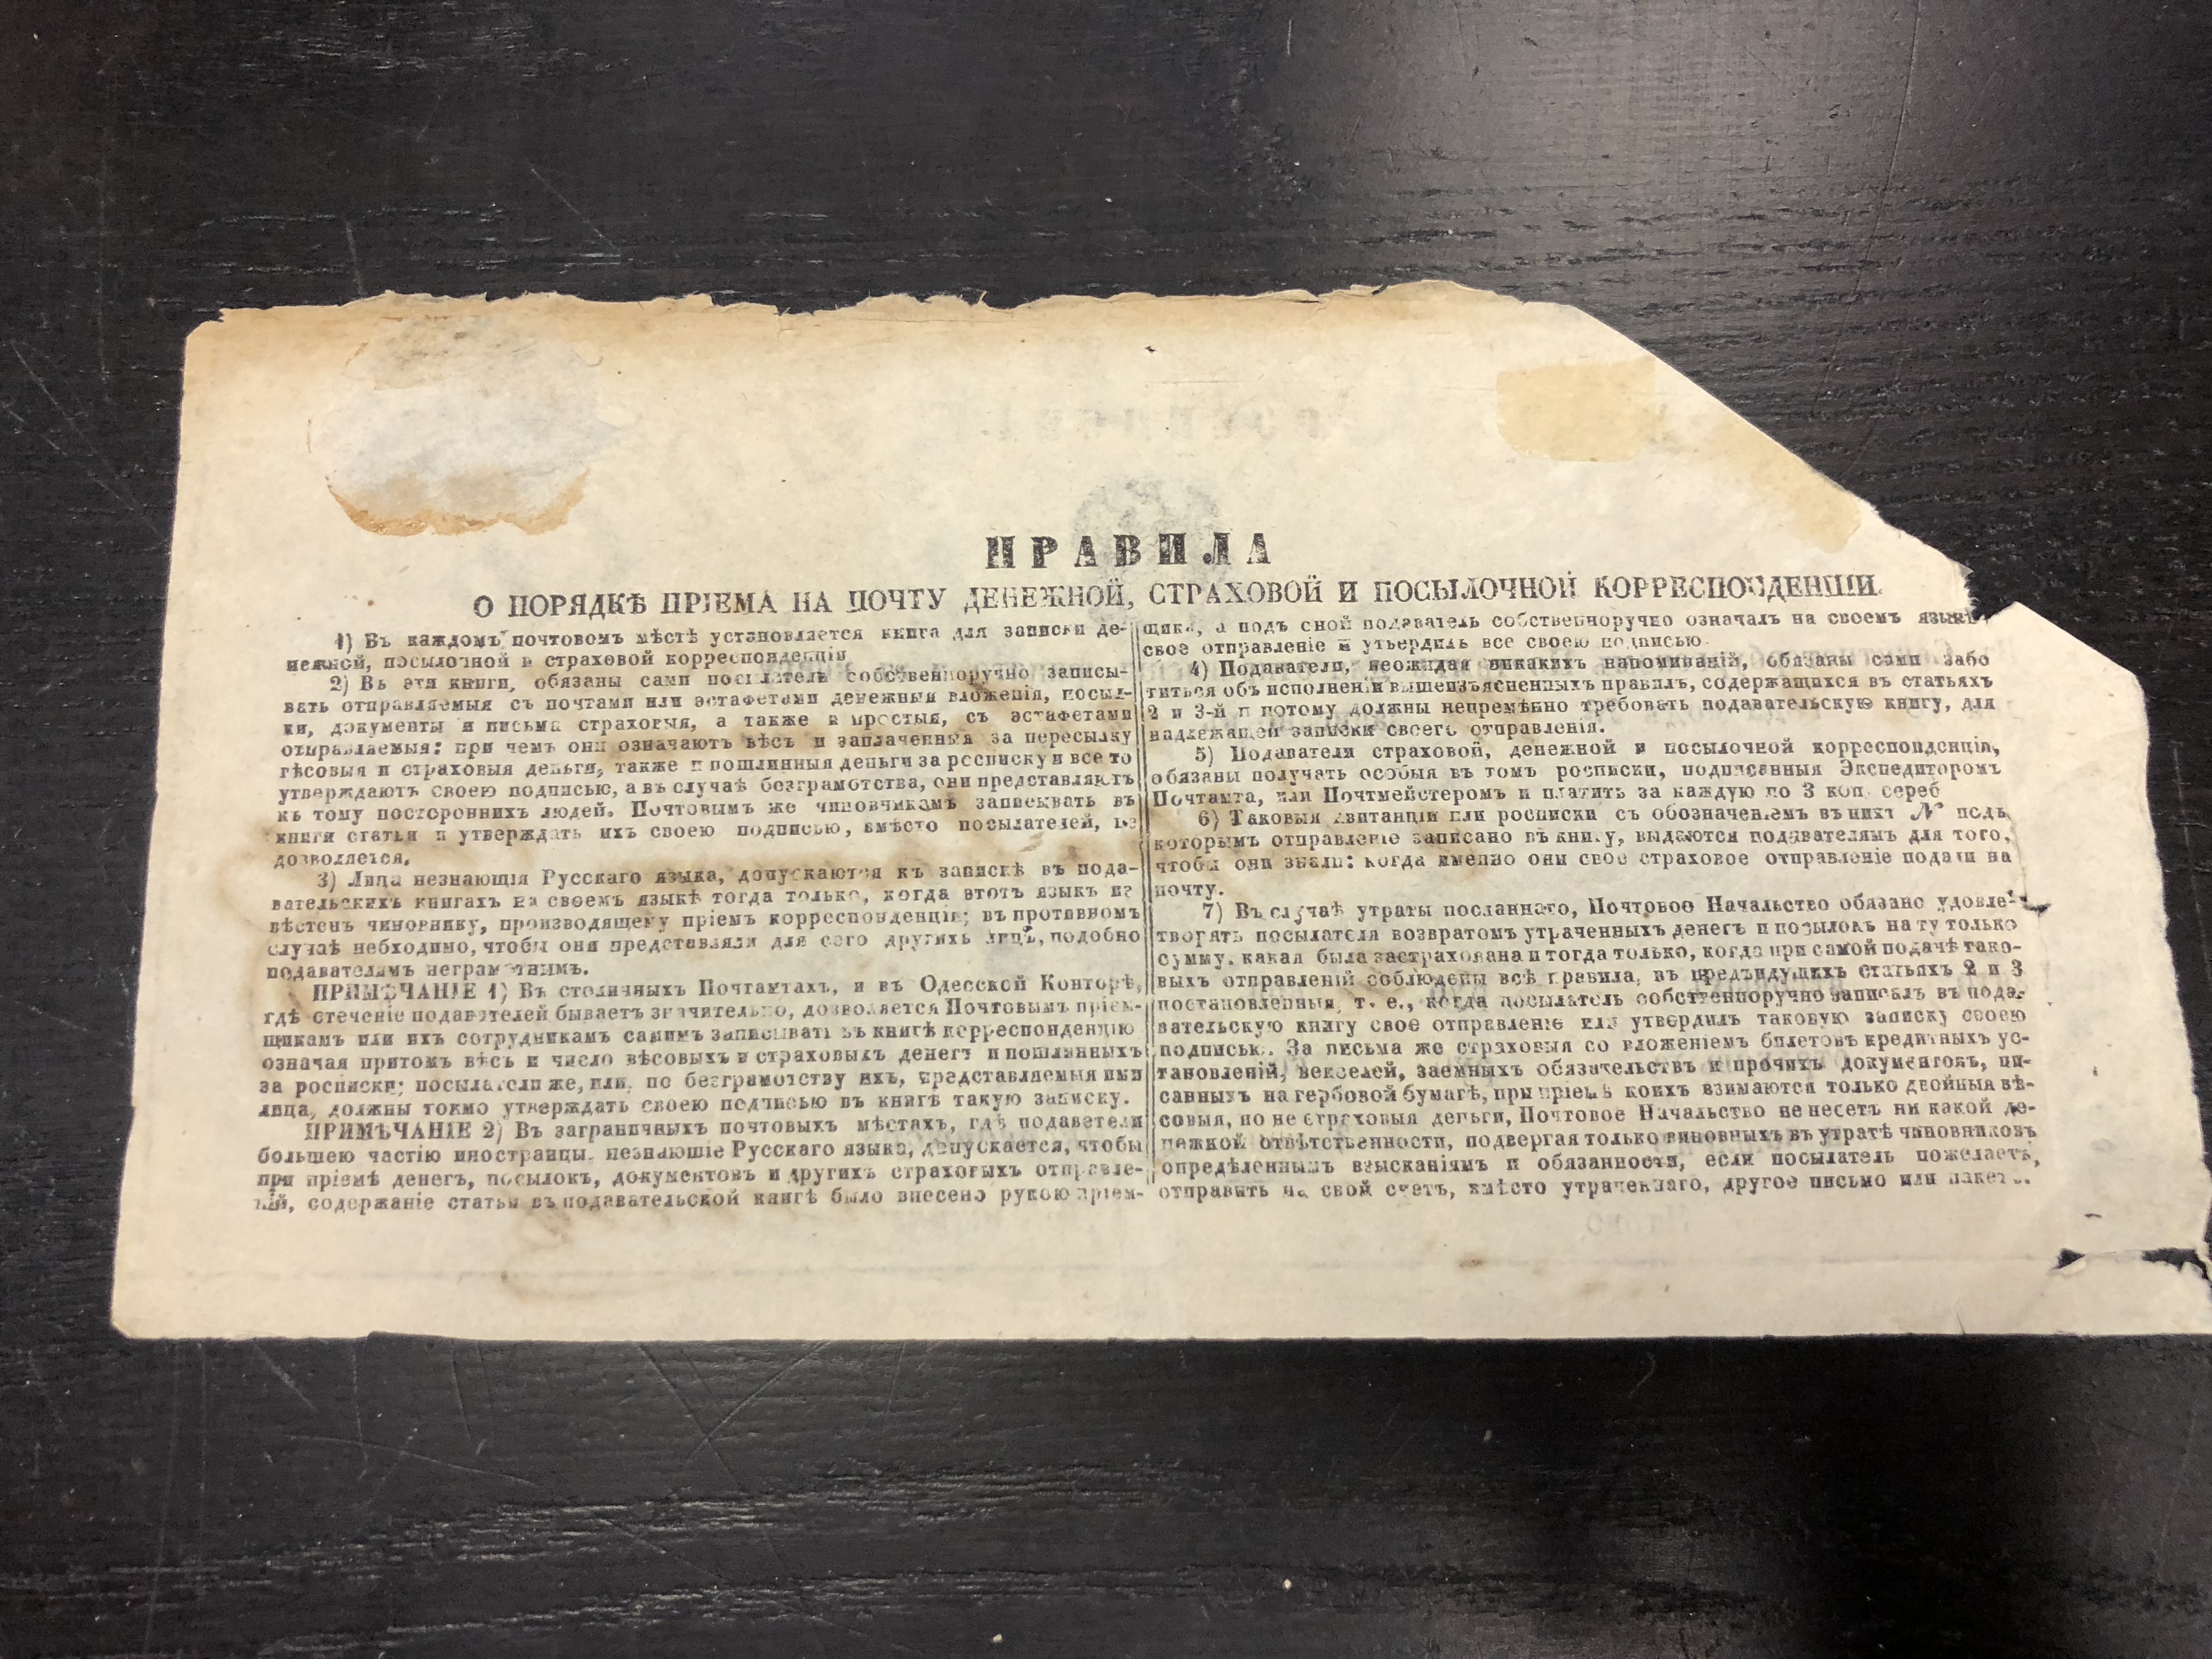 ПРАВИЛА
О ПОРЯДКѢ ПРІЕМА НА ПОЧТУ ДЕНЕЖНОЙ, СТРАХОВОЙ И ПОСЫЛОЧНОЙ КОРРЕСПОНДЕНЦІИ.
1) Въ каждомъ почтовомъ мѣстѣ установляется книга для записки де-
нежной, посылочной и страховой корреспонденціи
2) Въ эти книги, обязаны сами посылатели собственноручно записы-
вать отправляемыя съ почтами или эстафетами денежныя вложенія, посыл-
ки, документы и письма страховыя, а также и простыя, съ эстафетами
отправляемыя: при чемъ они означаютъ вѣсъ и заплаченныя за пересылку
вѣсовыя и страховыя деньги, также и пошлинныя деньги за росписку и все то
утверждаютъ своею подписью, а въ случаѣ безграмотства, они представляютъ
къ тому постороннихъ людей. Почтовымъ же чиновчикамъ записывать въ
книги статьи и утверждать ихъ своею подписью, вмѣсто посылателей, не
дозволяется.
3) Лица незнающія Русскаго языка, допускаются къ запискѣ въ пода-
вательскихъ книгахъ на своемъ языкѣ тогда только, когда этотъ языкъ из
вѣстенъ чиновнику, производящему пріемъ корреспонденціи; въ противномъ
случаѣ небходимо, чтобы они представляли для сего другихъ лицъ, подобно
подавателямъ неграмотнымъ.
ПРИМѢЧАНІЕ 1) Въ столичныхъ Почтамтахъ, и въ Одесской Конторѣ,
гдѣ стеченіе подавателей бываетъ значительно, дозволяется Почтовымъ пріем-
щикамъ или ихъ сотрудникамъ самимъ записывать въ книгѣ корреспонденцію
означая притомъ вѣсъ и число вѣсовыхъ и страховыхъ денегъ и пошлинныхъ
за росписки; посылатели же, или, по безграмотству ихъ, представляемыя ими
лица, должны токмо утверждать своею подписью въ книгѣ такую записку.
ПРИМѢЧАНІЕ 2) Въ заграничныхъ почтовыхъ мѣстахъ, гдѣ подаватели
большею частію иностранцы, незнающіе Русскаго языка, допускается, чтобы
при пріемѣ денегъ, посылокъ, документовъ и другихъ страховыхъ отправле-
ній, содержаніе статьи въ подавательской книгѣ было внесено рукою пріем-
щика, а подъ оной подаватель собственноручно означалъ на своемъ языкѣ
свое отправленіе и утвердилъ все своею подписью.
4) Подаватели, неожидая никакихъ напоминаній, обязаны сами забо
титься объ исполненіи вышеизъясненныхъ правилъ, содержащихся въ статьяхъ
2 и 3-й и потому должны непремѣнно требовать подавательскую книгу, для
надлежащей записки своего отправленія.
5) Подаватели страховой, денежной и посылочной корреспонденціи,
обязаны получать особыя въ томъ росписки, подписанныя Экспедиторомъ
Почтамта, или Почтмейстеромъ и платить за каждую по 3 коп сереб
6) Таковыя квитанціи или росписки съ обозначеніемъ въ нихъ № подъ
которымъ отправленіе записано въ книгу, выдаются подавателямъ для того,
чтобы они знали: когда именно они свое страховое отправленіе подали на
почту.
7) Въ случаѣ утраты посланнаго, Почтовое Начальство обязано удовле-
творять посылателя возвратомъ утраченныхъ денегъ и посылокъ на ту только
сумму, какая была застрахована и тогда только, когда при самой подачѣ тако-
выхъ отправленій соблюдены всѣ правила, въ предъидущихъ статьяхъ 2 и 3
постановленныя, т. е., когда посылатель собственноручно записалъ въ пода-
вательскую книгу свое отправленіе или утвердилъ таковую записку своею
подписью. За письма же страховыя со вложеніемъ билетовъ кредитныхъ ус-
тановленій, векселей, заемныхъ обязательствъ и прочихъ документовъ, пи-
санныхъ на гербовой бумагѣ, при пріемѣ коихъ взимаются только двойныя вѣ-
совыя, но не страховыя деньги, Почтовое Начальство не несетъ ни какой де-
нежной отвѣтственности, подвергая только виновныхъ въ утратѣ чиновниковъ
опредѣленнымъ взысканіямъ и обязанности, если посылатель пожелаетъ,
отправить на свой счетъ, вмѣсто утраченнаго, другое письмо или пакетъ.